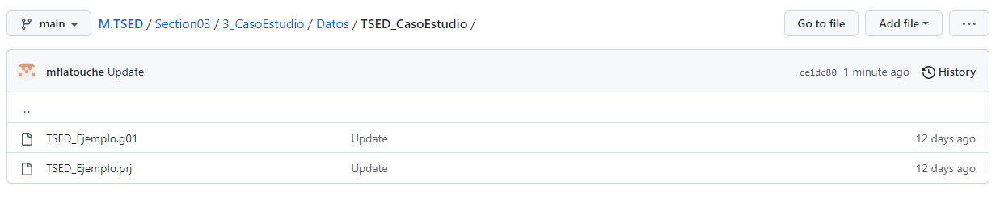 main M.TSED / Section03 / 3_CasoEstudio / Datos / TSED_CasoEstudio / Go to file Add file ...
mflatouche Update ce1dc80 1 minute ago History
..
TSED_Ejemplo.g01 Update 12 days ago
TSED_Ejemplo.prj Update 12 days ago